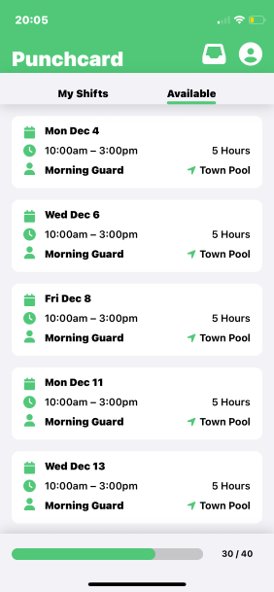 20:05
Punchcard
My Shifts Available
Mon Dec 4
10:00am – 3:00pm 5 Hours
Morning Guard Town Pool
Wed Dec 6
10:00am – 3:00pm 5 Hours
Morning Guard Town Pool
Fri Dec 8
10:00am – 3:00pm 5 Hours
Morning Guard Town Pool
Mon Dec 11
10:00am – 3:00pm 5 Hours
Morning Guard Town Pool
Wed Dec 13
10:00am – 3:00pm 5 Hours
Morning Guard Town Pool
30 / 40